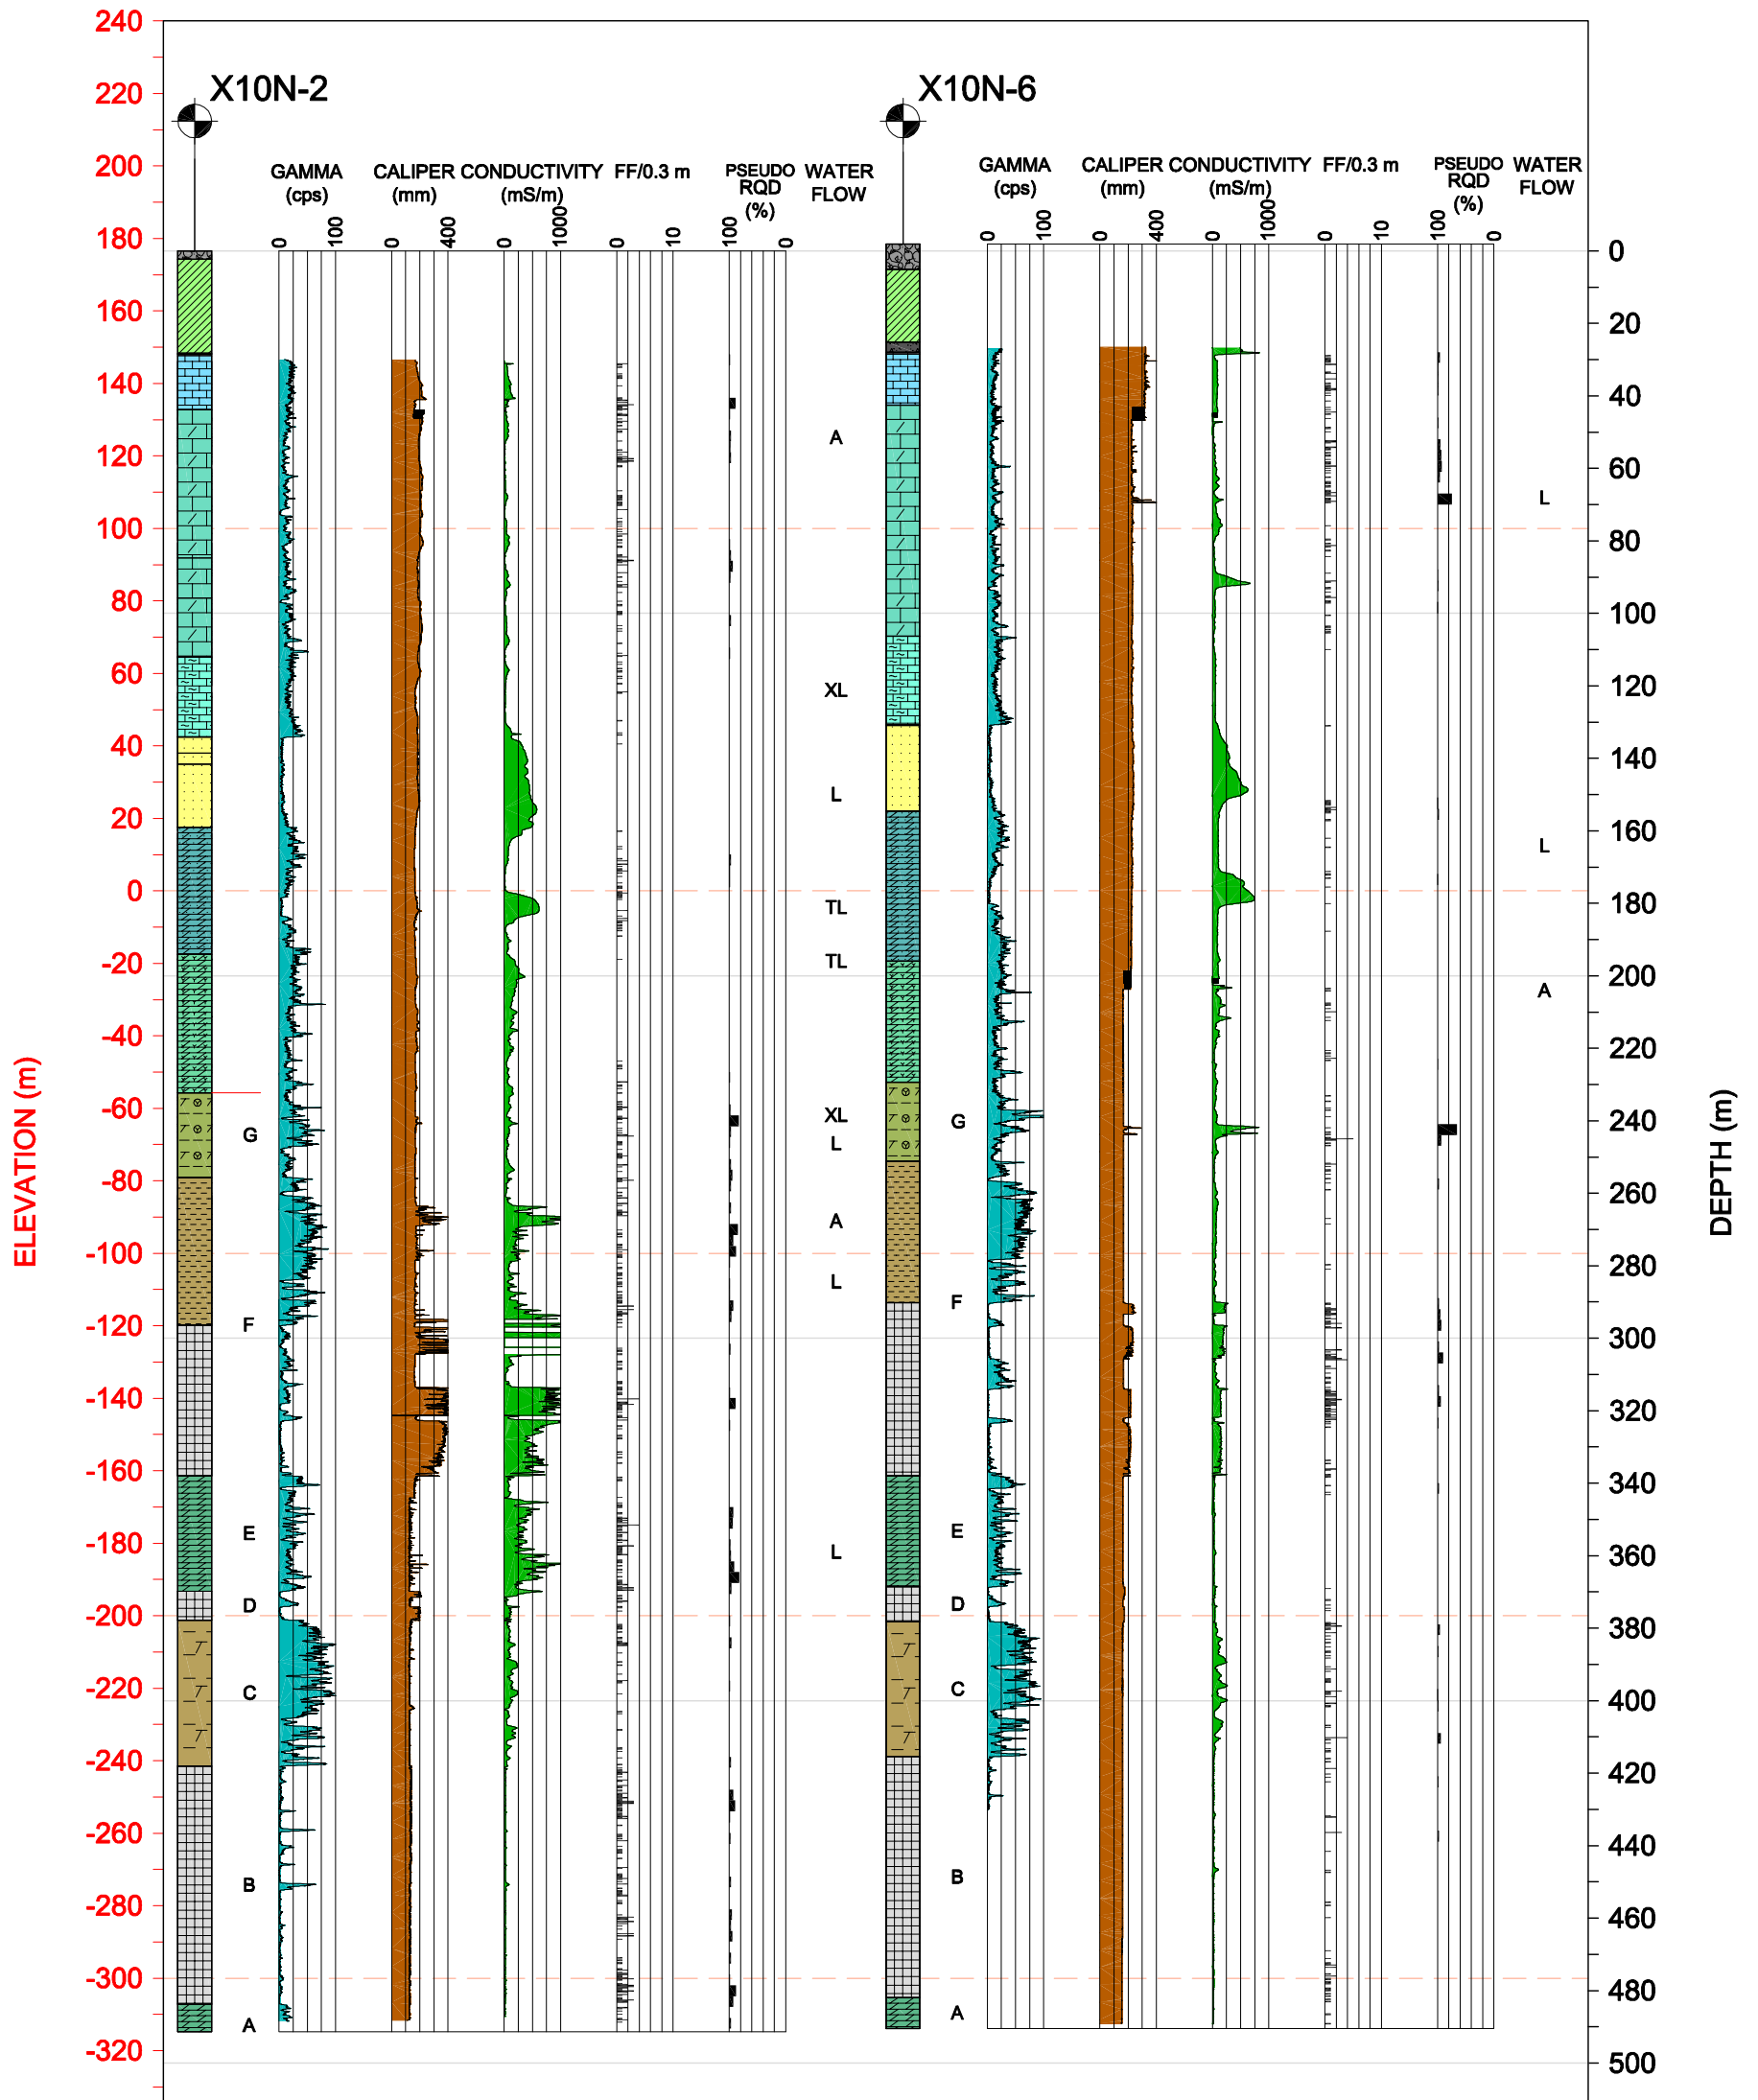 X10N-2
X10N-6
GAMMA
(cps)
CALIPER
(mm)
CONDUCTIVITY
(mS/m)
FF/0.3 m
PSEUDO
RQD
(%)
WATER
FLOW
GAMMA
(cps)
CALIPER
(mm)
CONDUCTIVITY
(mS/m)
FF/0.3 m
PSEUDO
RQD
(%)
WATER
FLOW
0
100
0
400
0
1000
0
10
100
0
0
100
0
400
0
1000
0
10
100
0
ELEVATION (m)
240
220
200
180
160
140
120
100
80
60
40
20
0
-20
-40
-60
-80
-100
-120
-140
-160
-180
-200
-220
-240
-260
-280
-300
-320
G
F
E
D
C
B
A
A
XL
L
TL
TL
XL
L
A
L
L
G
F
E
D
C
B
A
L
L
A
0
20
40
60
80
100
120
140
160
180
200
220
240
260
280
300
320
340
360
380
400
420
440
460
480
500
DEPTH (m)